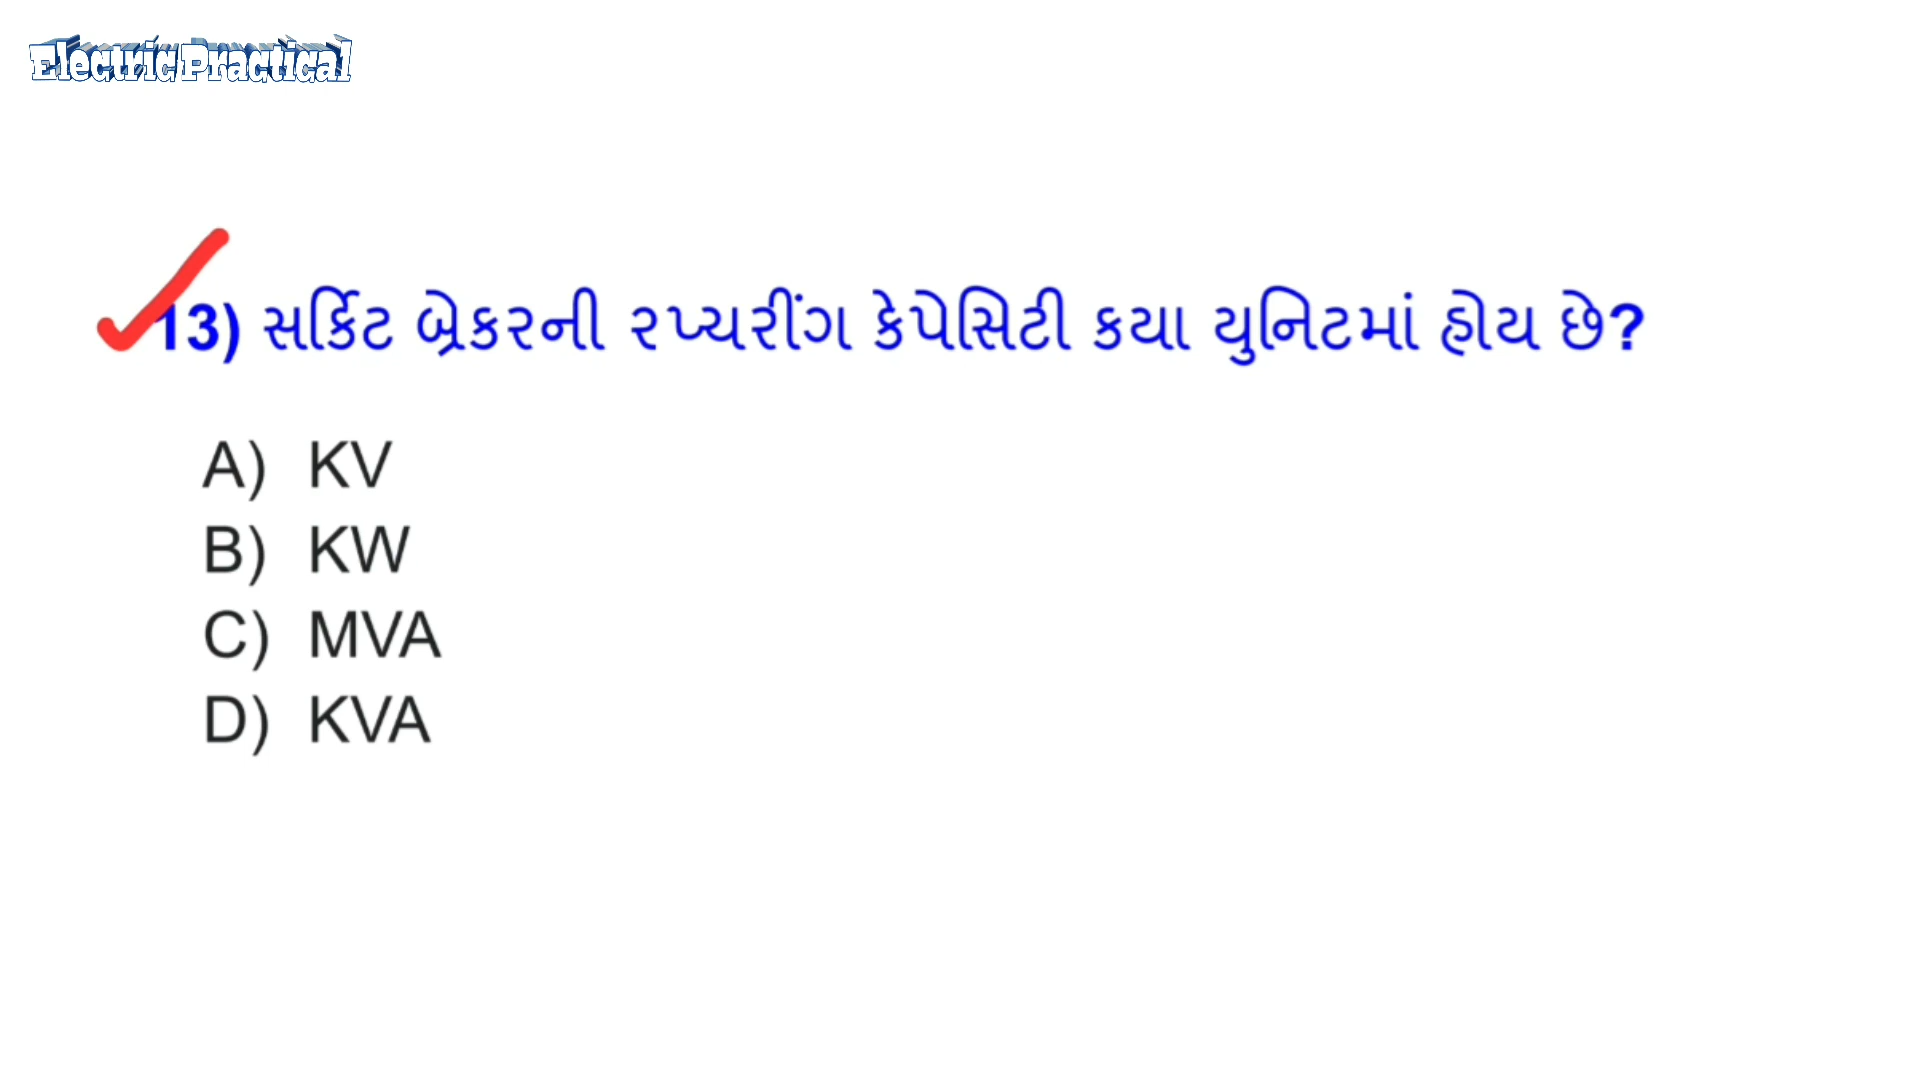 Electric Practical
13) સર્કિટ બ્રેકરની રપ્ચરીંગ કેપેસિટી કયા યુનિટમાં હોય છે?
A) KV
B) KW
C) MVA
D) KVA